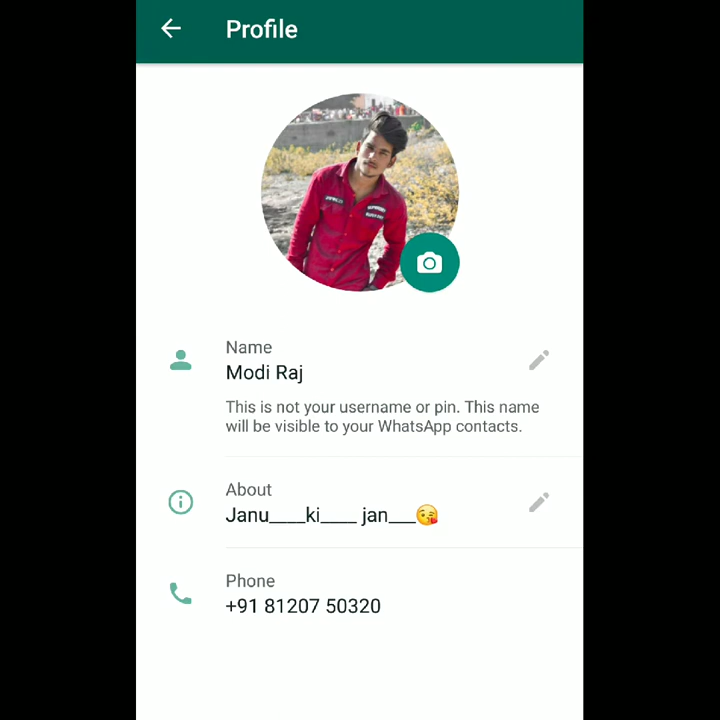 Profile
Name
Modi Raj
This is not your username or pin. This name
will be visible to your WhatsApp contacts.
About
Janu____ki____ jan___😘
Phone
+91 81207 50320